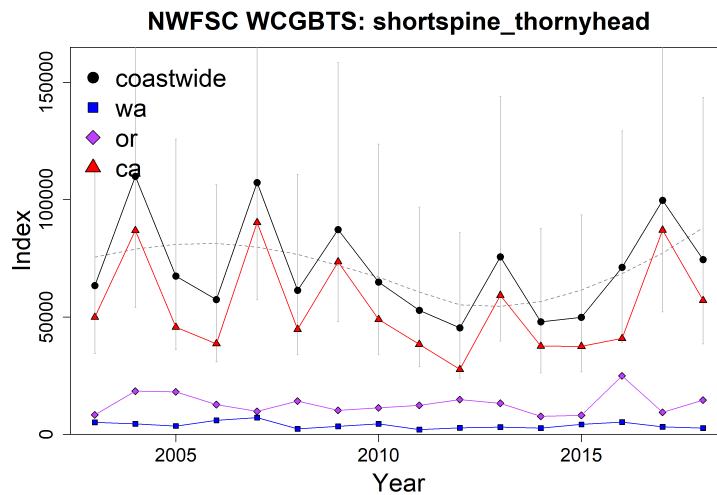 NWFSC WCGBTS: shortspine_thornyhead
150000
100000
50000
0
Index
coastwide
wa
or
ca
2005 2010 2015
Year